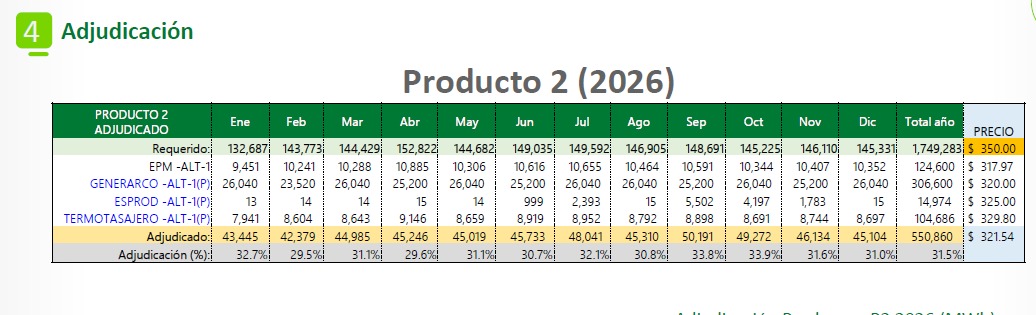 4 Adjudicación
Producto 2 (2026)
PRODUCTO 2 ADJUDICADO Ene Feb Mar Abr May Jun Jul Ago Sep Oct Nov Dic Total año PRECIO
Requerido: 132,687 143,773 144,429 152,822 144,682 149,035 149,592 146,905 148,691 145,225 146,110 145,331 1,749,283 $ 350.00
EPM -ALT-1 9,451 10,241 10,288 10,885 10,306 10,616 10,655 10,464 10,591 10,344 10,407 10,352 124,600 $ 317.97
GENERARCO -ALT-1(P) 26,040 23,520 26,040 25,200 26,040 25,200 26,040 26,040 25,200 26,040 25,200 26,040 306,600 $ 320.00
ESPROD -ALT-1(P) 13 14 14 15 14 999 2,393 15 5,502 4,197 1,783 15 14,974 $ 325.00
TERMOTASAJERO -ALT-1(P) 7,941 8,604 8,643 9,146 8,659 8,919 8,952 8,792 8,898 8,691 8,744 8,697 104,686 $ 329.80
Adjudicado: 43,445 42,379 44,985 45,246 45,019 45,733 48,041 45,310 50,191 49,272 46,134 45,104 550,860 $ 321.54
Adjudicación (%): 32.7% 29.5% 31.1% 29.6% 31.1% 30.7% 32.1% 30.8% 33.8% 33.9% 31.6% 31.0% 31.5%